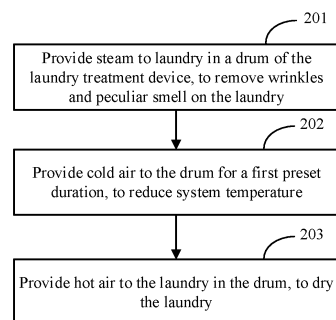 201
Provide steam to laundry in a drum of the
laundry treatment device, to remove wrinkles
and peculiar smell on the laundry
202
Provide cold air to the drum for a first preset
duration, to reduce system temperature
203
Provide hot air to the laundry in the drum, to dry
the laundry